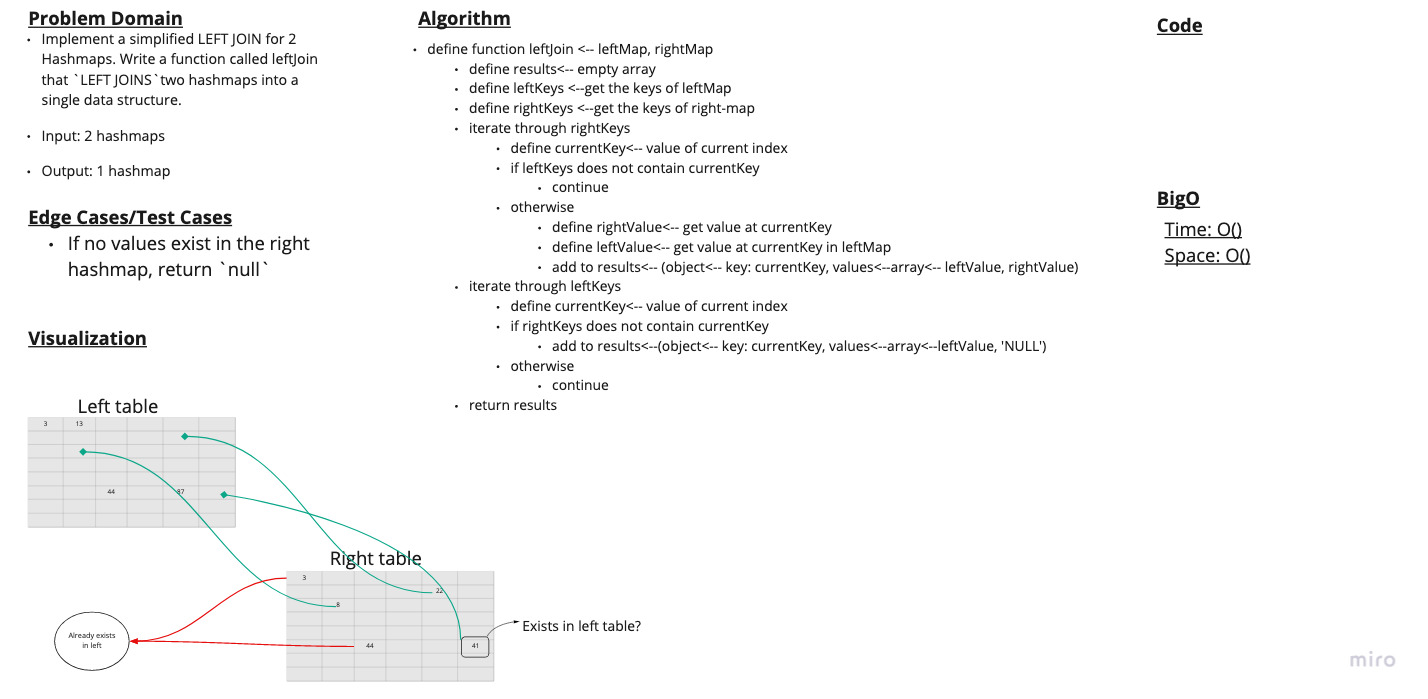 Problem Domain
• Implement a simplified LEFT JOIN for 2
Hashmaps. Write a function called leftJoin
that `LEFT JOINS`two hashmaps into a
single data structure.
• Input: 2 hashmaps
• Output: 1 hashmap
Edge Cases/Test Cases
• If no values exist in the right
hashmap, return `null`
Visualization
Left table
3 13
44 87
Right table
3
22
8
44
41
Already exists
in left
Exists in left table?
Algorithm
• define function leftJoin <-- leftMap, rightMap
• define results<-- empty array
• define leftKeys <--get the keys of leftMap
• define rightKeys <--get the keys of right-map
• iterate through rightKeys
• define currentKey<-- value of current index
• if leftKeys does not contain currentKey
• continue
• otherwise
• define rightValue<-- get value at currentKey
• define leftValue<-- get value at currentKey in leftMap
• add to results<-- (object<-- key: currentKey, values<--array<-- leftValue, rightValue)
• iterate through leftKeys
• define currentKey<-- value of current index
• if rightKeys does not contain currentKey
• add to results<--(object<-- key: currentKey, values<--array<--leftValue, 'NULL')
• otherwise
• continue
• return results
Code
BigO
Time: O()
Space: O()
miro